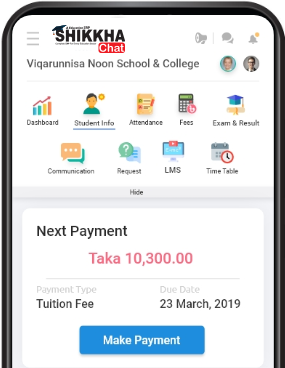 SHIKKHA
Chat
Viqarunnisa Noon School & College
Dashboard
Student Info
Attendance
Fees
Exam & Result
Communication
Request
LMS
Time Table
Hide
Next Payment
Taka 10,300.00
Payment Type
Due Date
Tuition Fee
23 March, 2019
Make Payment